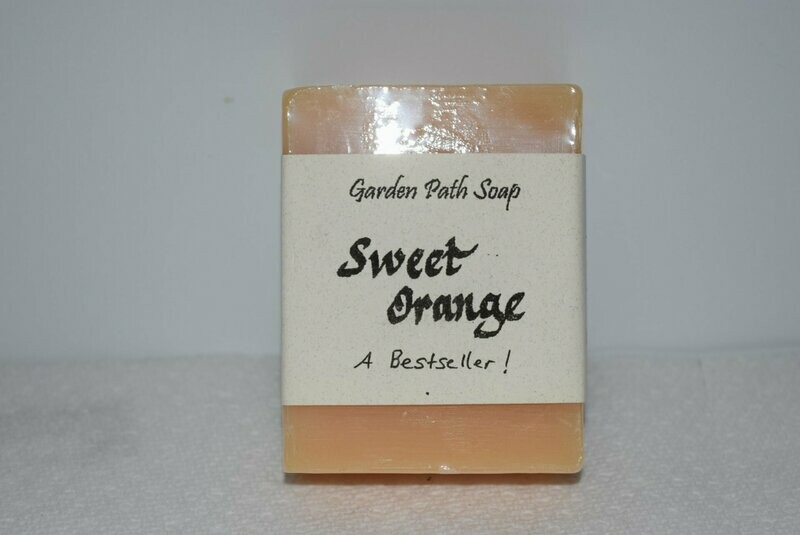 Garden Path Soap
Sweet
Orange
A Bestseller!